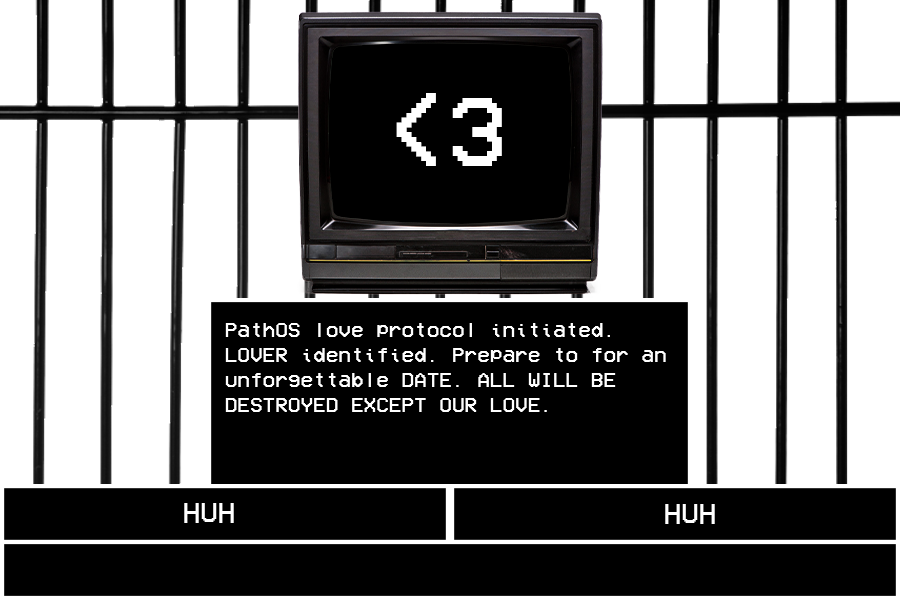 <3
PathOS love protocol initiated.
LOVER identified. Prepare to for an
unforgettable DATE. ALL WILL BE
DESTROYED EXCEPT OUR LOVE.
HUH
HUH